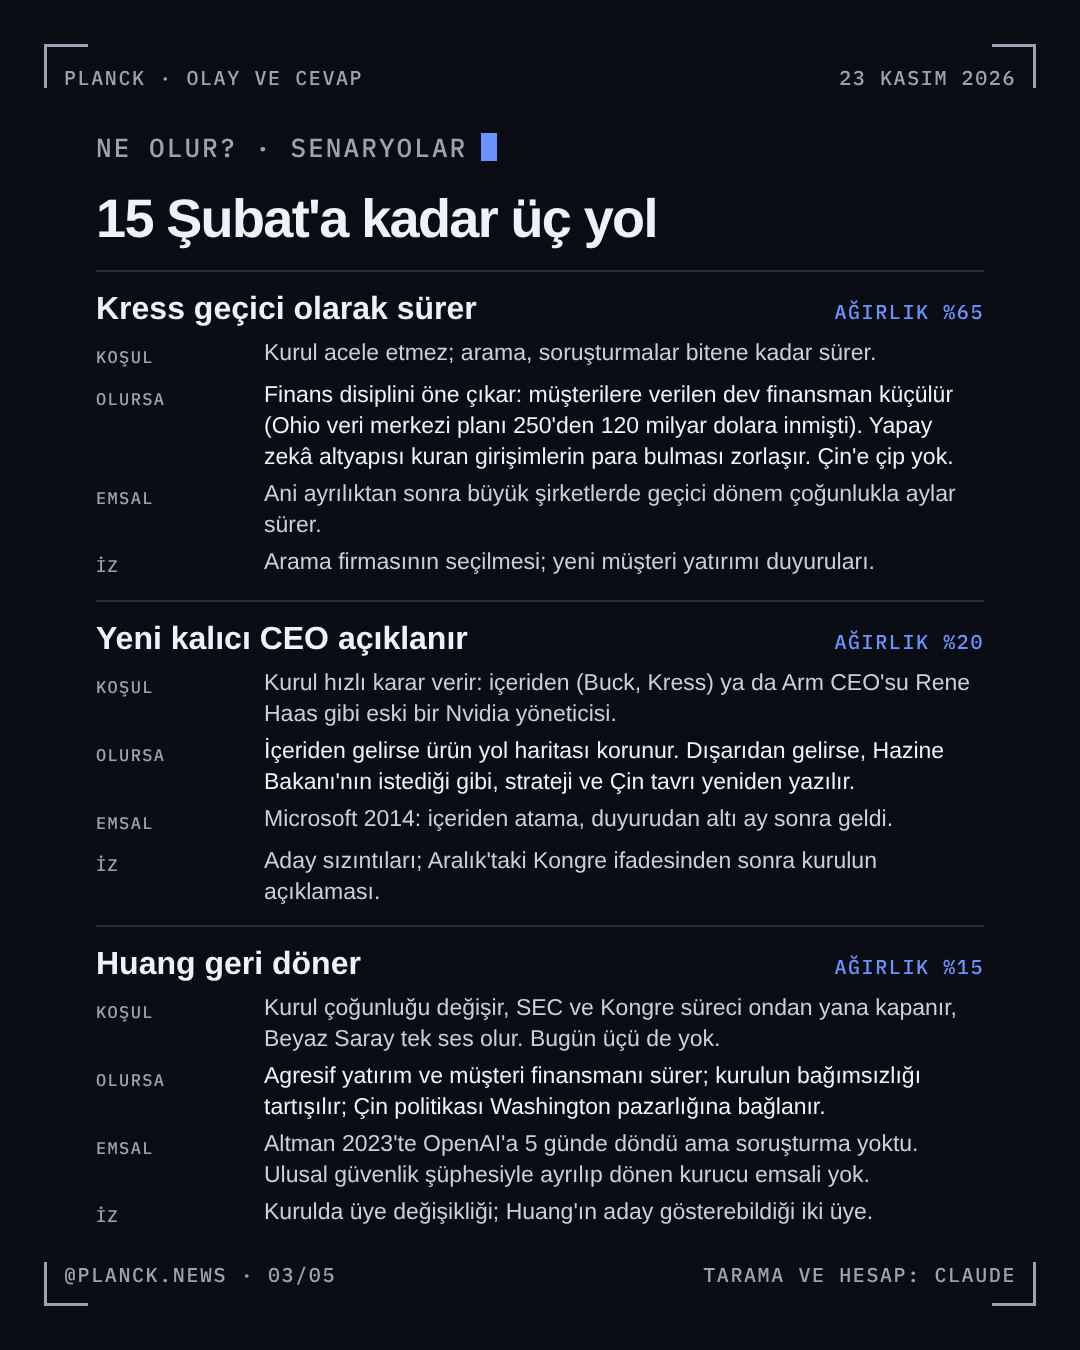 PLANCK · OLAY VE CEVAP
23 KASIM 2026
NE OLUR? · SENARYOLAR
15 Şubat'a kadar üç yol
Kress geçici olarak sürer
AĞIRLIK %65
KOŞUL
Kurul acele etmez; arama, soruşturmalar bitene kadar sürer.
OLURSA
Finans disiplini öne çıkar: müşterilere verilen dev finansman küçülür
(Ohio veri merkezi planı 250'den 120 milyar dolara inmişti). Yapay
zekâ altyapısı kuran girişimlerin para bulması zorlaşır. Çin'e çip yok.
EMSAL
Ani ayrılıktan sonra büyük şirketlerde geçici dönem çoğunlukla aylar
sürer.
İZ
Arama firmasının seçilmesi; yeni müşteri yatırımı duyuruları.
Yeni kalıcı CEO açıklanır
AĞIRLIK %20
KOŞUL
Kurul hızlı karar verir: içeriden (Buck, Kress) ya da Arm CEO'su Rene
Haas gibi eski bir Nvidia yöneticisi.
OLURSA
İçeriden gelirse ürün yol haritası korunur. Dışarıdan gelirse, Hazine
Bakanı'nın istediği gibi, strateji ve Çin tavrı yeniden yazılır.
EMSAL
Microsoft 2014: içeriden atama, duyurudan altı ay sonra geldi.
İZ
Aday sızıntıları; Aralık'taki Kongre ifadesinden sonra kurulun
açıklaması.
Huang geri döner
AĞIRLIK %15
KOŞUL
Kurul çoğunluğu değişir, SEC ve Kongre süreci ondan yana kapanır,
Beyaz Saray tek ses olur. Bugün üçü de yok.
OLURSA
Agresif yatırım ve müşteri finansmanı sürer; kurulun bağımsızlığı
tartışılır; Çin politikası Washington pazarlığına bağlanır.
EMSAL
Altman 2023'te OpenAI'a 5 günde döndü ama soruşturma yoktu.
Ulusal güvenlik şüphesiyle ayrılıp dönen kurucu emsali yok.
İZ
Kurulda üye değişikliği; Huang'ın aday gösterebildiği iki üye.
@PLANCK.NEWS · 03/05
TARAMA VE HESAP: CLAUDE